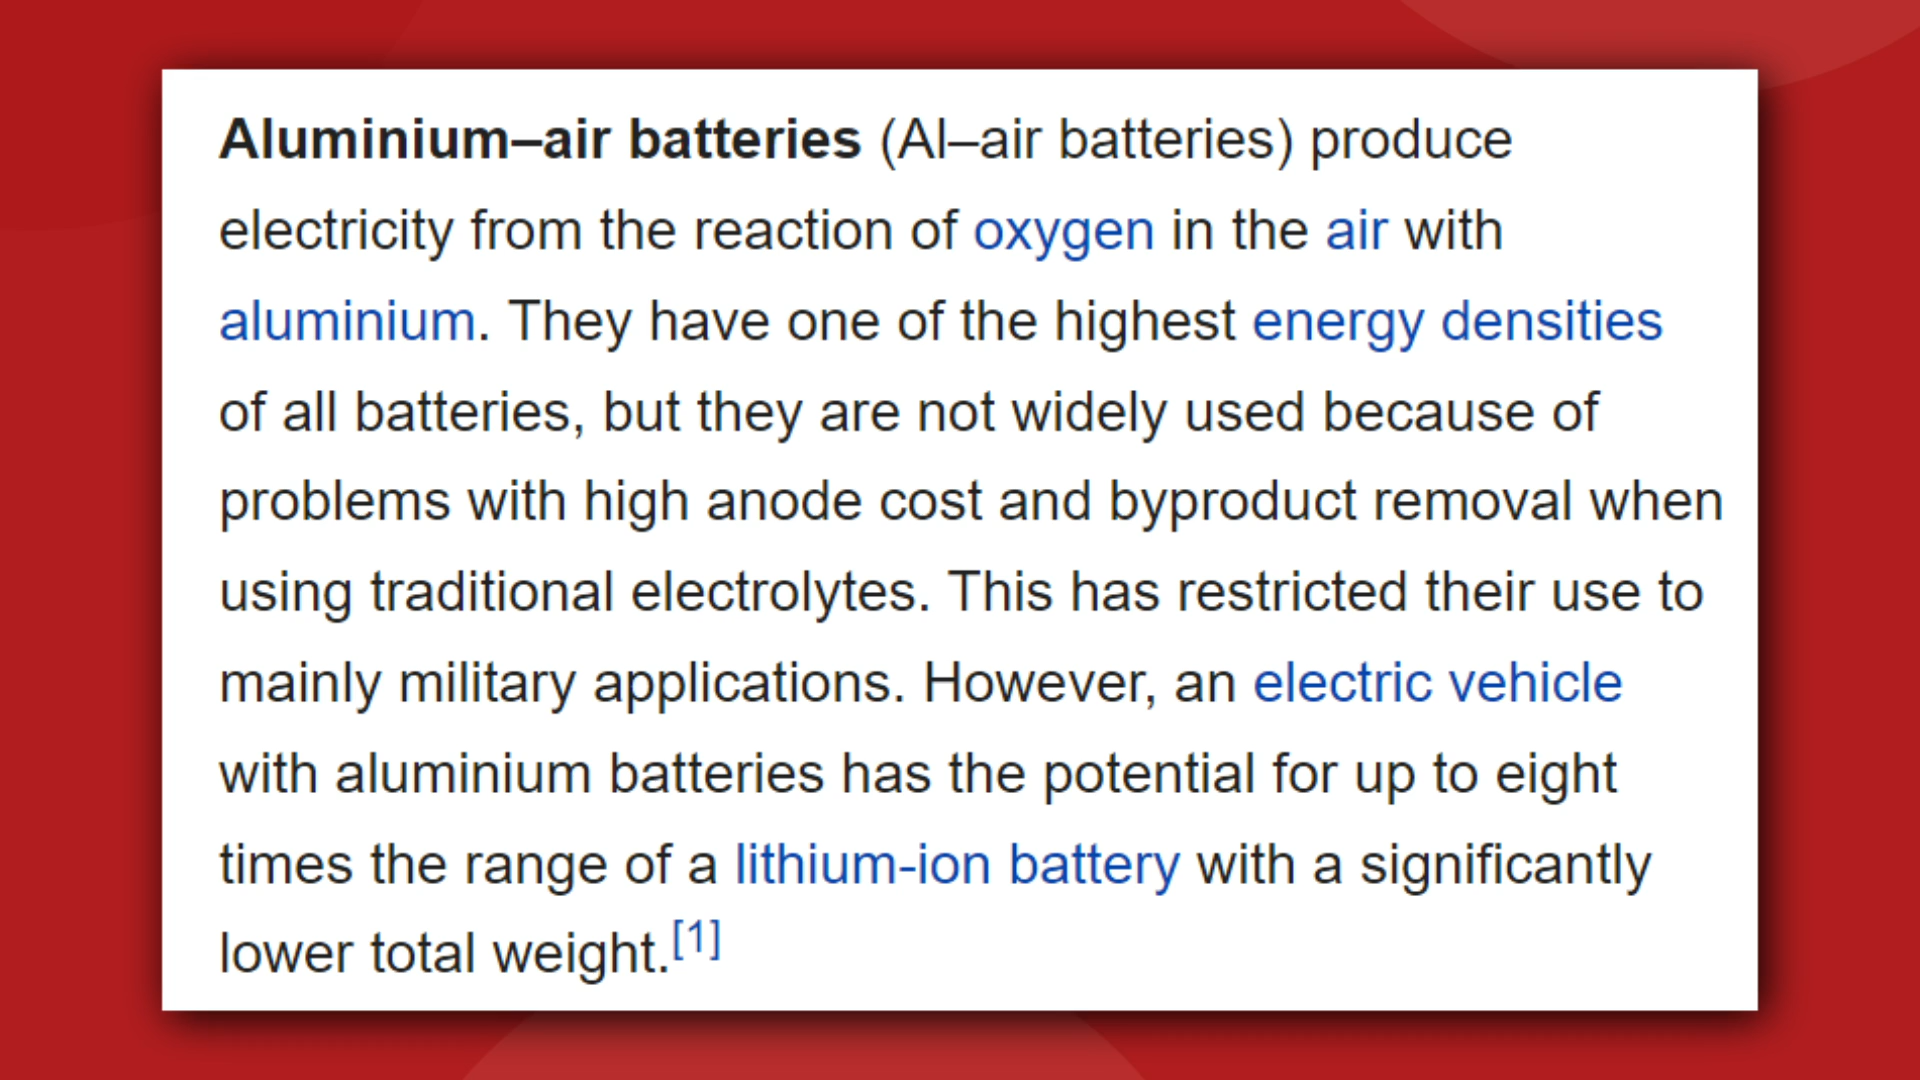 Aluminium–air batteries (Al–air batteries) produce
electricity from the reaction of oxygen in the air with
aluminium. They have one of the highest energy densities
of all batteries, but they are not widely used because of
problems with high anode cost and byproduct removal when
using traditional electrolytes. This has restricted their use to
mainly military applications. However, an electric vehicle
with aluminium batteries has the potential for up to eight
times the range of a lithium-ion battery with a significantly
lower total weight.[1]